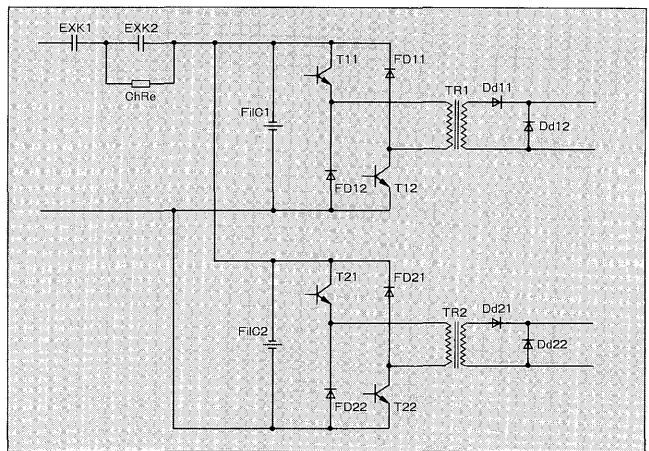 EXK1
EXK2
ChRe
FilC1
T11
FD11
TR1
Dd11
Dd12
FD12
T12
T21
FD21
TR2
Dd21
FilC2
Dd22
FD22
T22